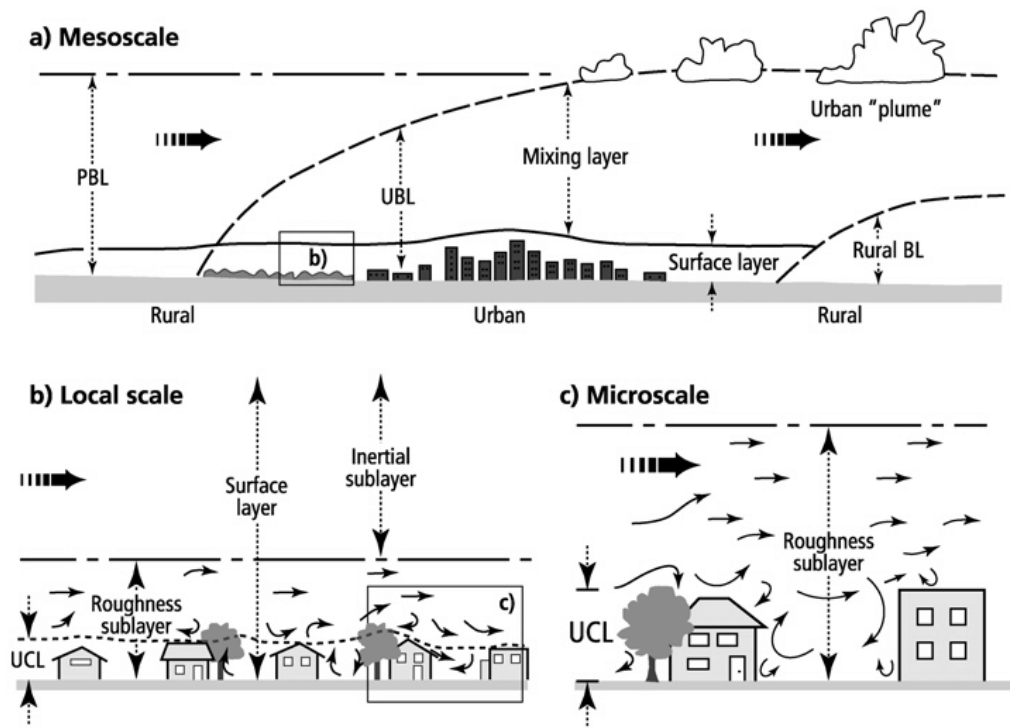 a) Mesoscale
Urban "plume"
Mixing layer
PBL
UBL
b)
Surface layer
Rural BL
Rural
Urban
Rural
b) Local scale
Inertial
sublayer
Surface
layer
Roughness
sublayer
c)
UCL
c) Microscale
Roughness
sublayer
UCL